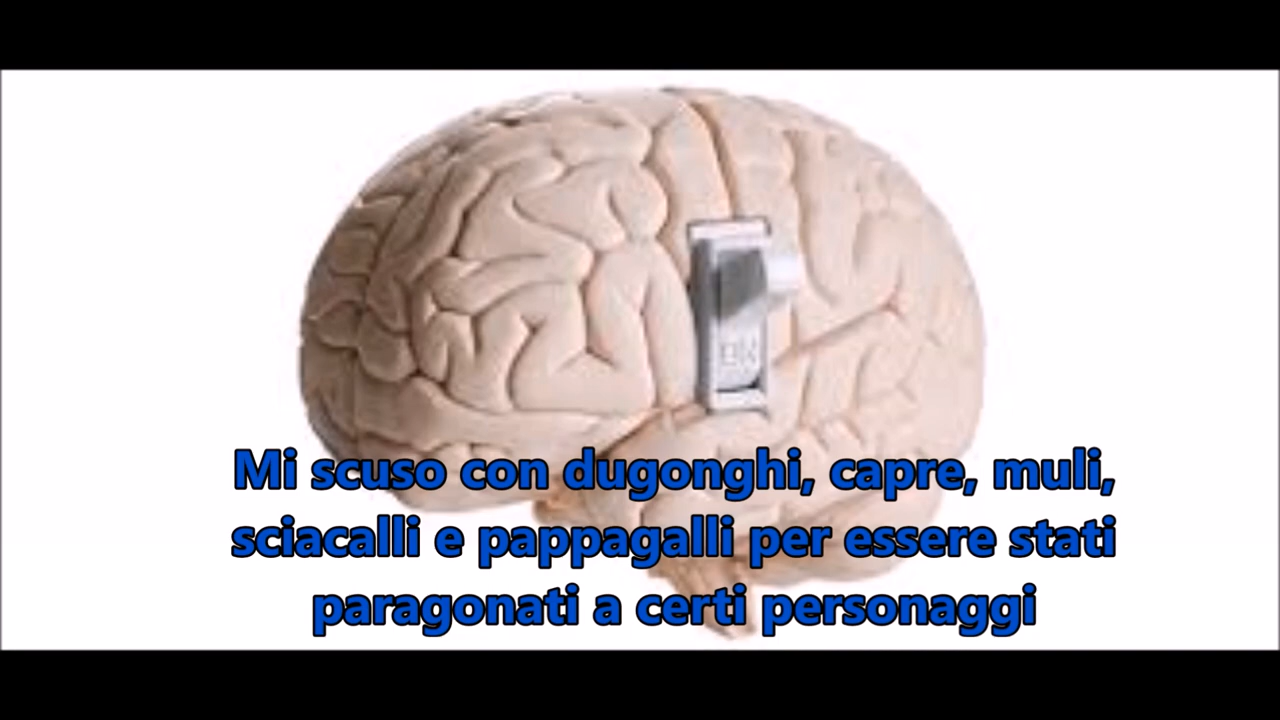 Mi scuso con dugonghi, capre, muli,
sciacalli e pappagalli per essere stati
paragonati a certi personaggi